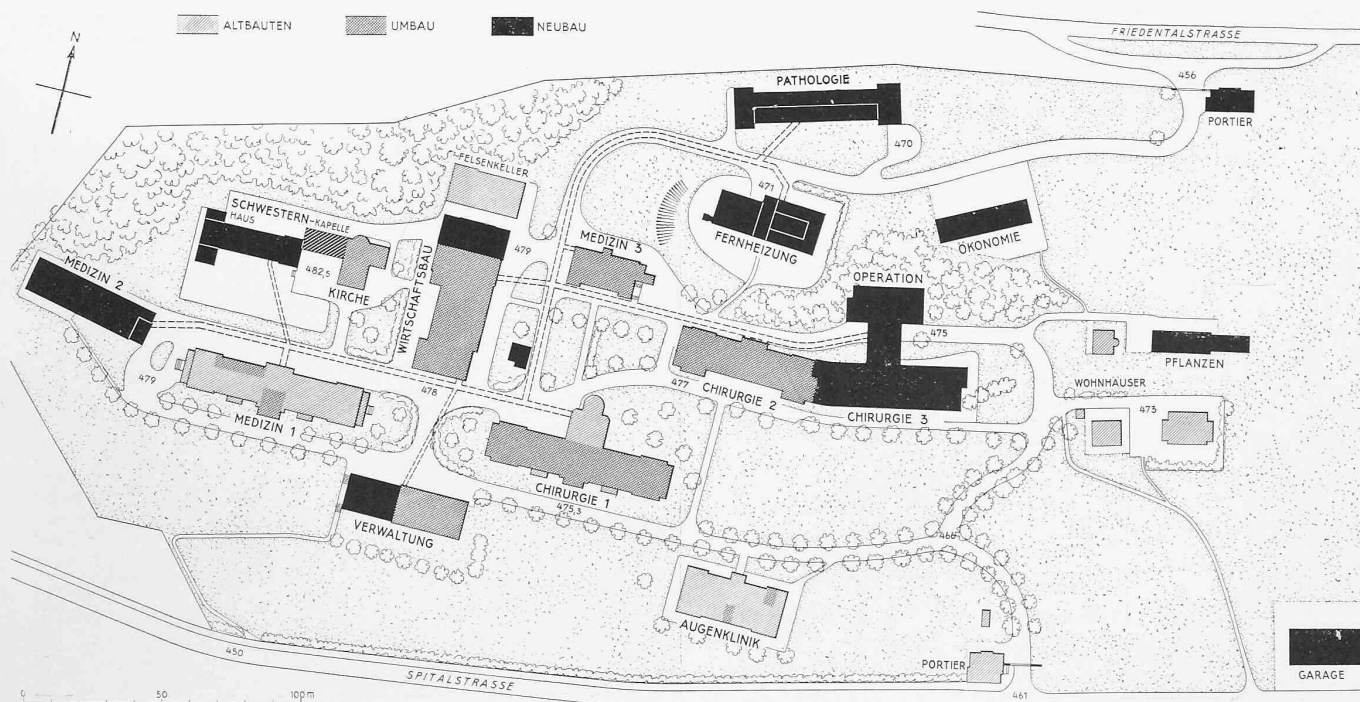 ALTBAUTEN
UMBAU
NEUBAU
N
FRIEDENTALSTRASSE
456
PORTIER
PATHOLOGIE
470
FELSENKELLER
471
SCHWESTERN-KAPELLE
HAUS
479
MEDIZIN 3
FERNHEIZUNG
ÖKONOMIE
MEDIZIN 2
482,5
KIRCHE
WIRTSCHAFTSBAU
OPERATION
475
PFLANZEN
479
478
477
CHIRURGIE 2
CHIRURGIE 3
WOHNHÄUSER
473
MEDIZIN 1
CHIRURGIE 1
475,3
VERWALTUNG
AUGENKLINIK
450
SPITALSTRASSE
PORTIER
461
GARAGE
0 50 100m